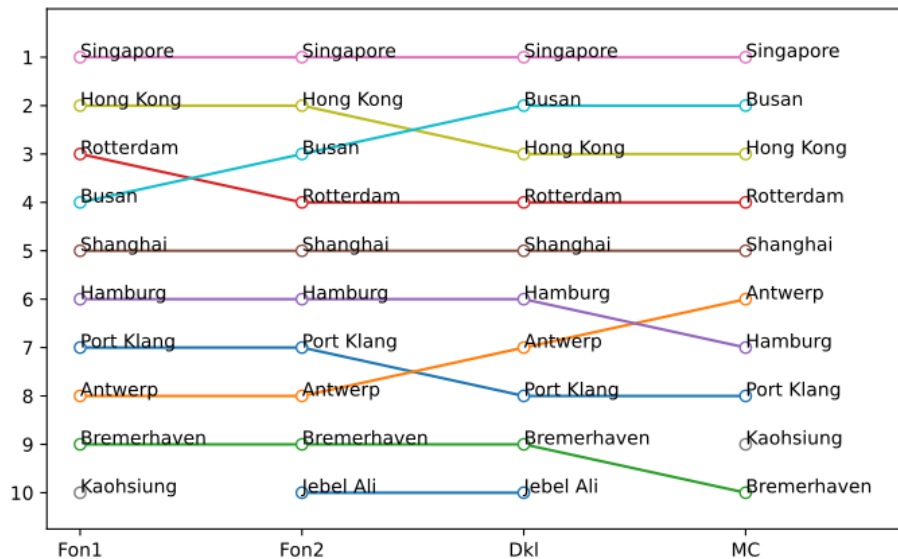 1 Singapore Singapore Singapore Singapore
2 Hong Kong Hong Kong Busan Busan
3 Rotterdam Busan Hong Kong Hong Kong
4 Busan Rotterdam Rotterdam Rotterdam
5 Shanghai Shanghai Shanghai Shanghai
6 Hamburg Hamburg Hamburg Antwerp
7 Port Klang Port Klang Antwerp Hamburg
8 Antwerp Antwerp Port Klang Port Klang
9 Bremerhaven Bremerhaven Bremerhaven Kaohsiung
10 Kaohsiung Jebel Ali Jebel Ali Bremerhaven
Fon1 Fon2 Dkl MC